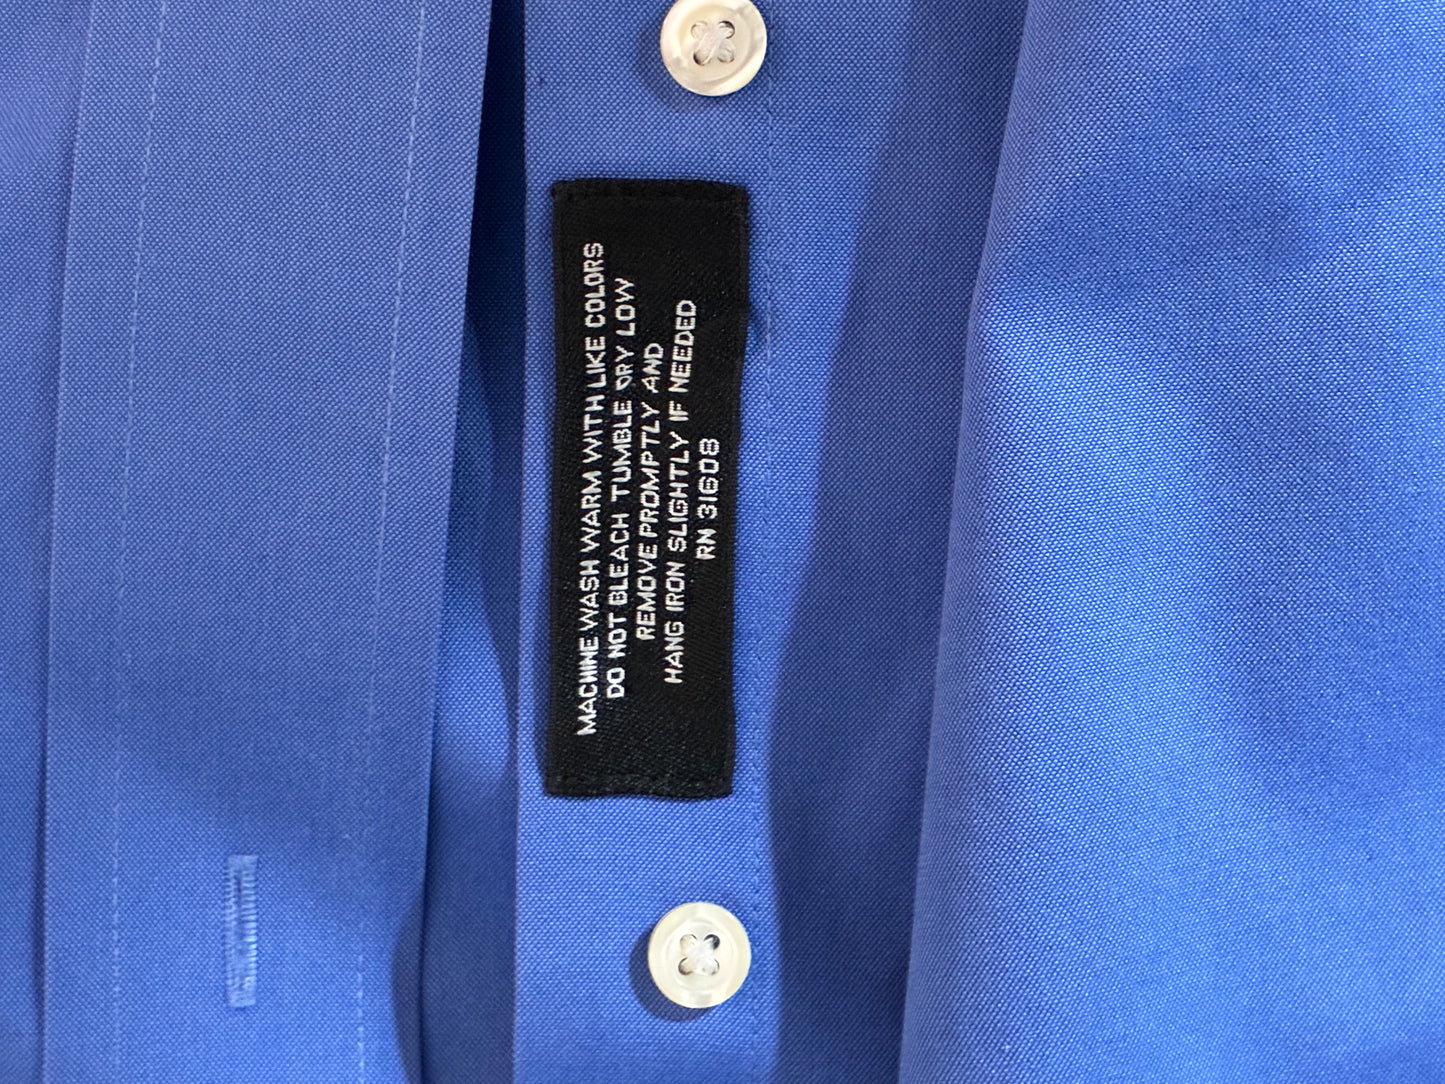 MACHINE WASH WARM WITH LIKE COLORS
DO NOT BLEACH TUMBLE DRY LOW
REMOVE PROMPTLY AND
HANG IRON SLIGHTLY IF NEEDED
RN 31608